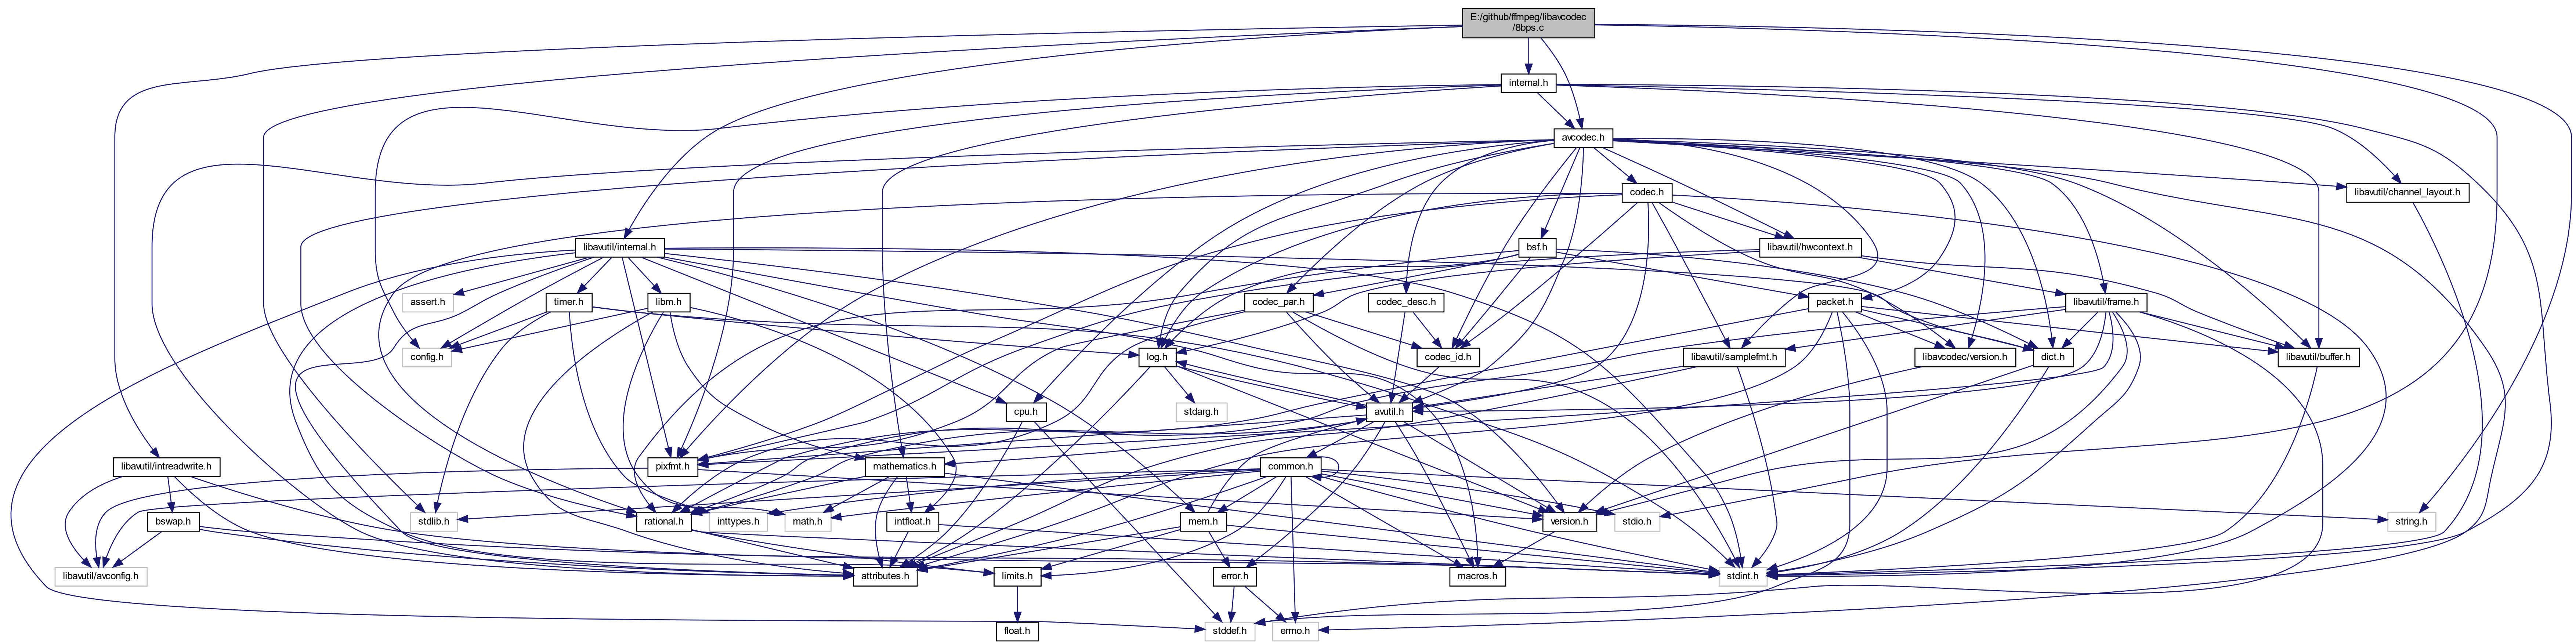 E:/github/ffmpeg/libavcodec
/8bps.c
internal.h
avcodec.h
codec.h
libavutil/channel_layout.h
libavutil/internal.h
bsf.h
libavutil/hwcontext.h
assert.h
timer.h
libm.h
codec_par.h
codec_desc.h
packet.h
libavutil/frame.h
config.h
log.h
codec_id.h
libavutil/samplefmt.h
libavcodec/version.h
dict.h
libavutil/buffer.h
cpu.h
stdarg.h
avutil.h
libavutil/intreadwrite.h
pixfmt.h
mathematics.h
common.h
bswap.h
stdlib.h
rational.h
inttypes.h
math.h
intfloat.h
mem.h
version.h
stdio.h
string.h
libavutil/avconfig.h
attributes.h
limits.h
error.h
macros.h
stdint.h
float.h
stddef.h
errno.h